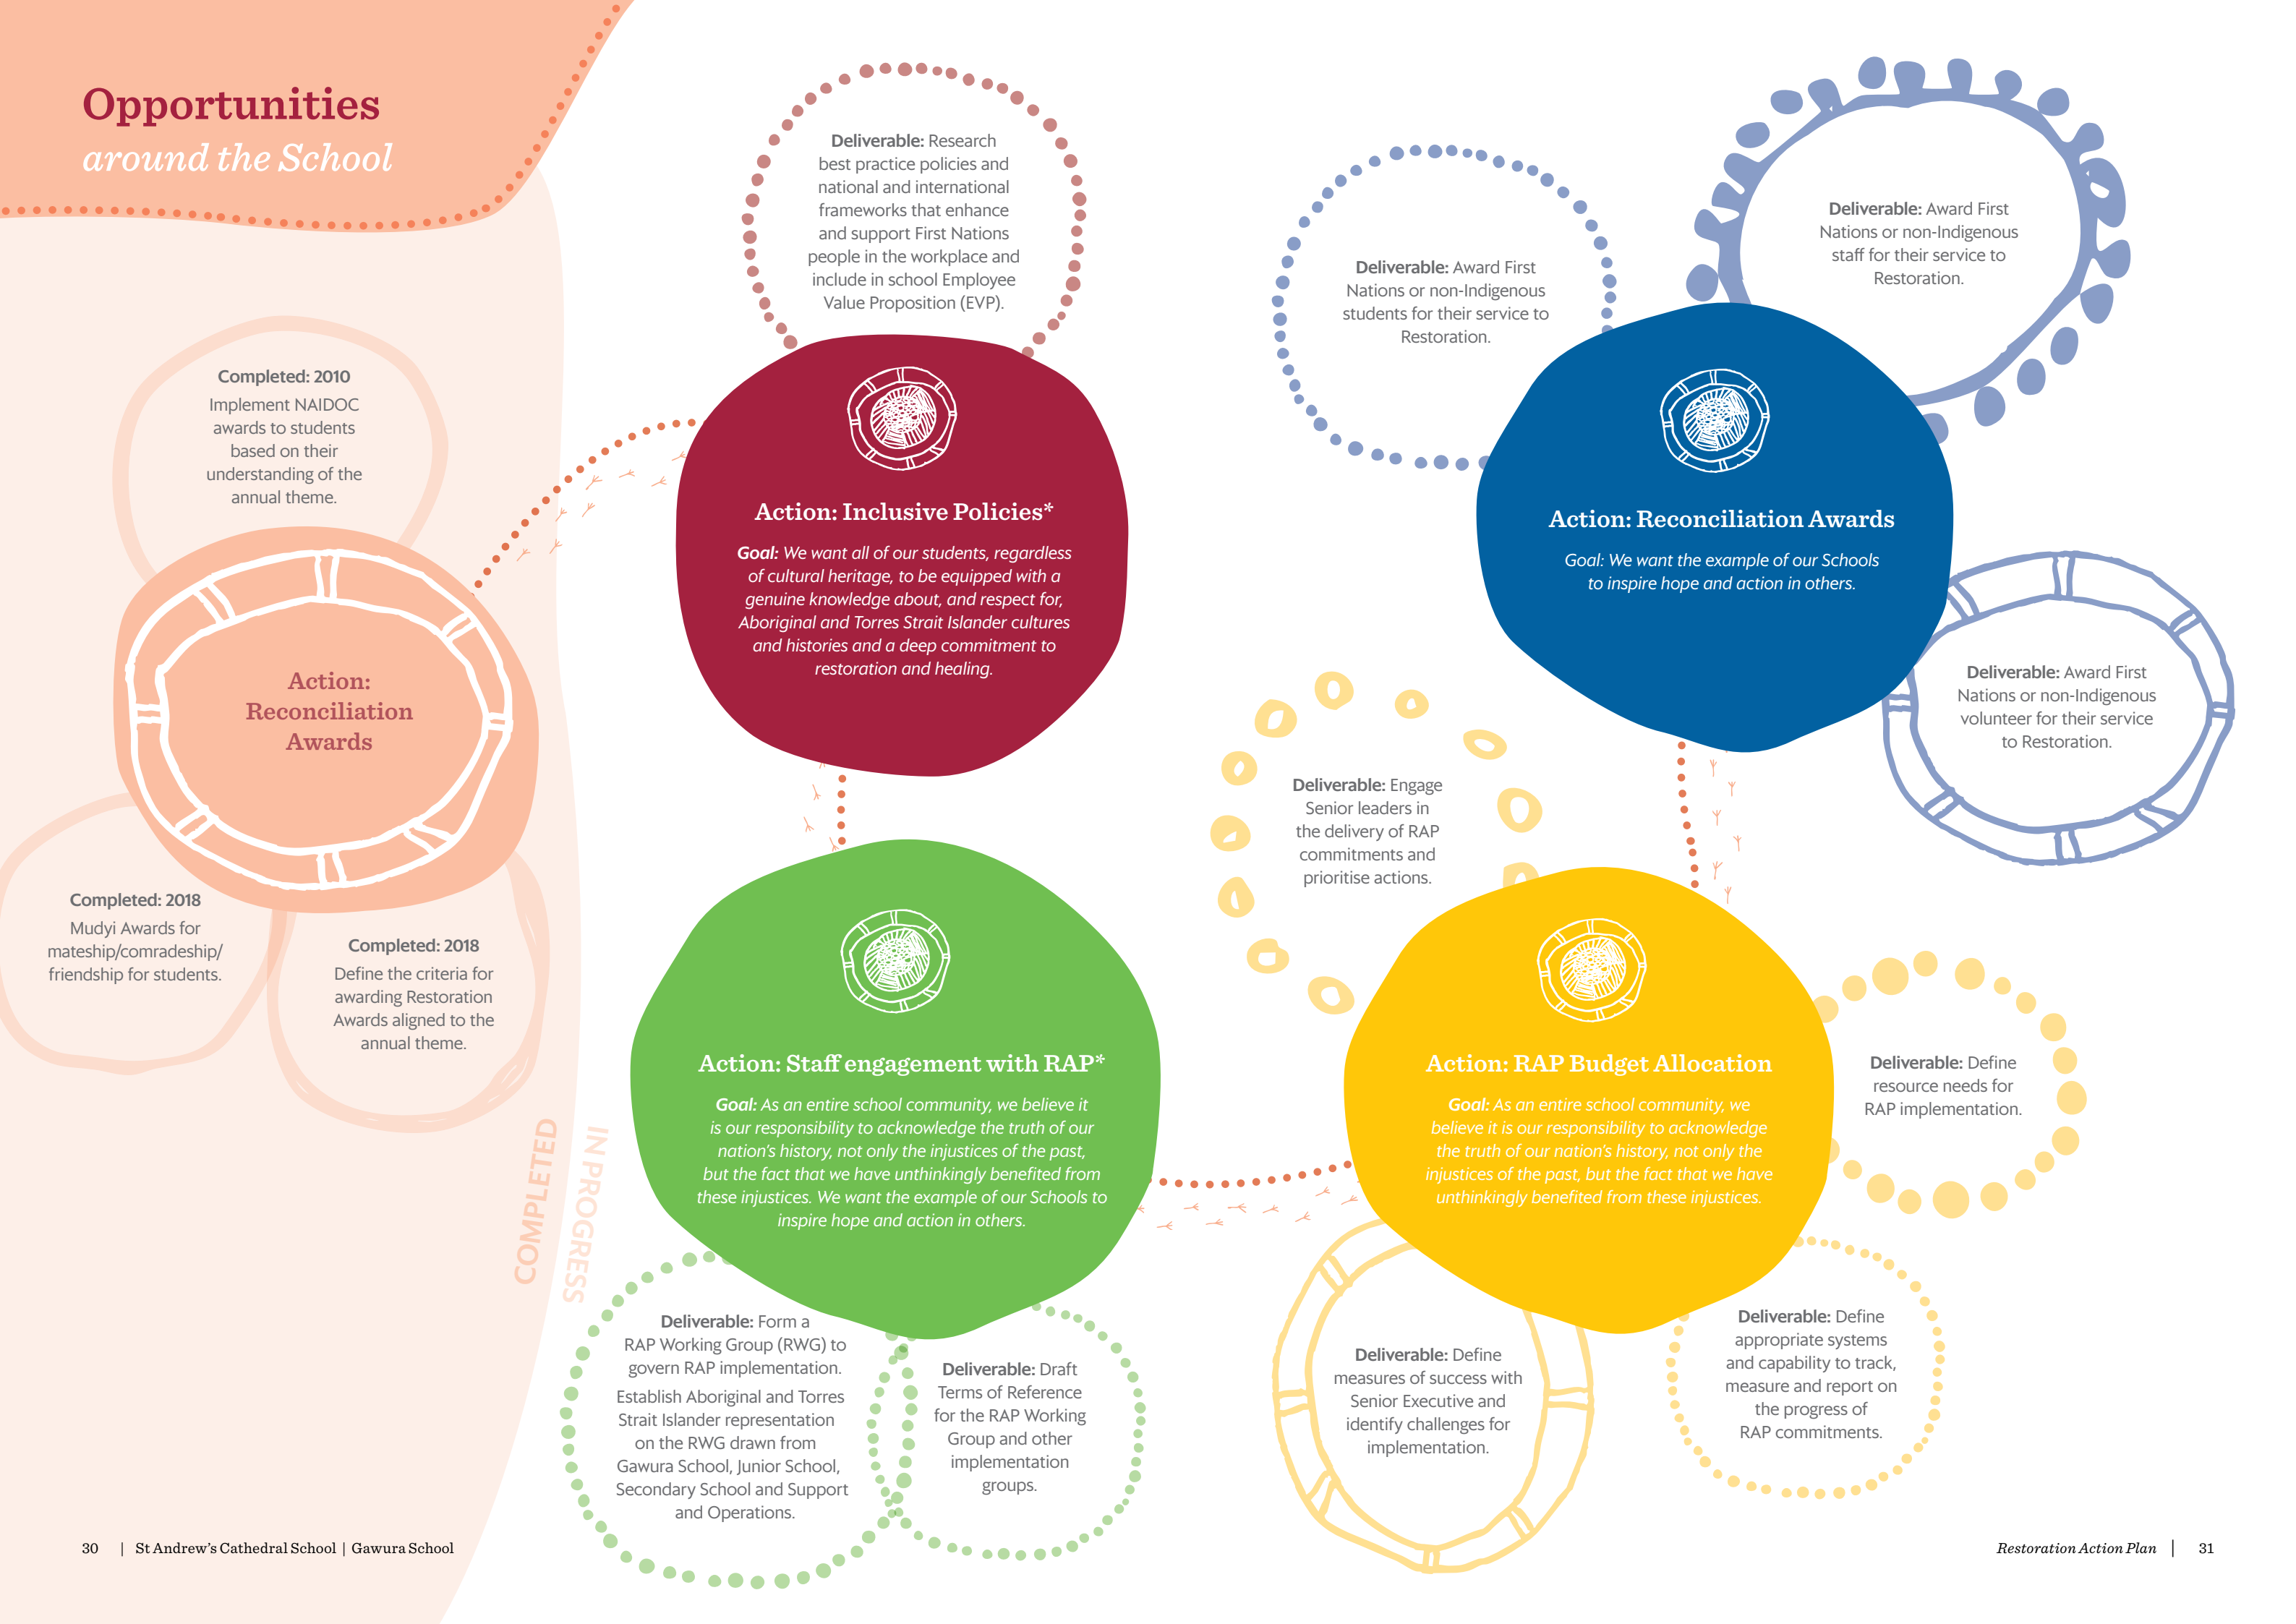 Opportunities
around the School
Completed: 2010
Implement NAIDOC
awards to students
based on their
understanding of the
annual theme.
Action:
Reconciliation
Awards
Completed: 2018
Mudyi Awards for
mateship/comradeship/
friendship for students.
Completed: 2018
Define the criteria for
awarding Restoration
Awards aligned to the
annual theme.
COMPLETED
IN PROGRESS
Deliverable: Research
best practice policies and
national and international
frameworks that enhance
and support First Nations
people in the workplace and
include in school Employee
Value Proposition (EVP).
Action: Inclusive Policies*
Goal: We want all of our students, regardless
of cultural heritage, to be equipped with a
genuine knowledge about, and respect for,
Aboriginal and Torres Strait Islander cultures
and histories and a deep commitment to
restoration and healing.
Action: Staff engagement with RAP*
Goal: As an entire school community, we believe it
is our responsibility to acknowledge the truth of our
nation's history, not only the injustices of the past,
but the fact that we have unthinkingly benefited from
these injustices. We want the example of our Schools to
inspire hope and action in others.
Deliverable: Form a
RAP Working Group (RWG) to
govern RAP implementation.
Establish Aboriginal and Torres
Strait Islander representation
on the RWG drawn from
Gawura School, Junior School,
Secondary School and Support
and Operations.
Deliverable: Draft
Terms of Reference
for the RAP Working
Group and other
implementation
groups.
Deliverable: Award First
Nations or non-Indigenous
students for their service to
Restoration.
Deliverable: Award First
Nations or non-Indigenous
staff for their service to
Restoration.
Action: Reconciliation Awards
Goal: We want the example of our Schools
to inspire hope and action in others.
Deliverable: Award First
Nations or non-Indigenous
volunteer for their service
to Restoration.
Deliverable: Engage
Senior leaders in
the delivery of RAP
commitments and
prioritise actions.
Action: RAP Budget Allocation
Goal: As an entire school community, we
believe it is our responsibility to acknowledge
the truth of our nation's history, not only the
injustices of the past, but the fact that we have
unthinkingly benefited from these injustices.
Deliverable: Define
resource needs for
RAP implementation.
Deliverable: Define
measures of success with
Senior Executive and
identify challenges for
implementation.
Deliverable: Define
appropriate systems
and capability to track,
measure and report on
the progress of
RAP commitments.
30 | St Andrew's Cathedral School | Gawura School
Restoration Action Plan | 31